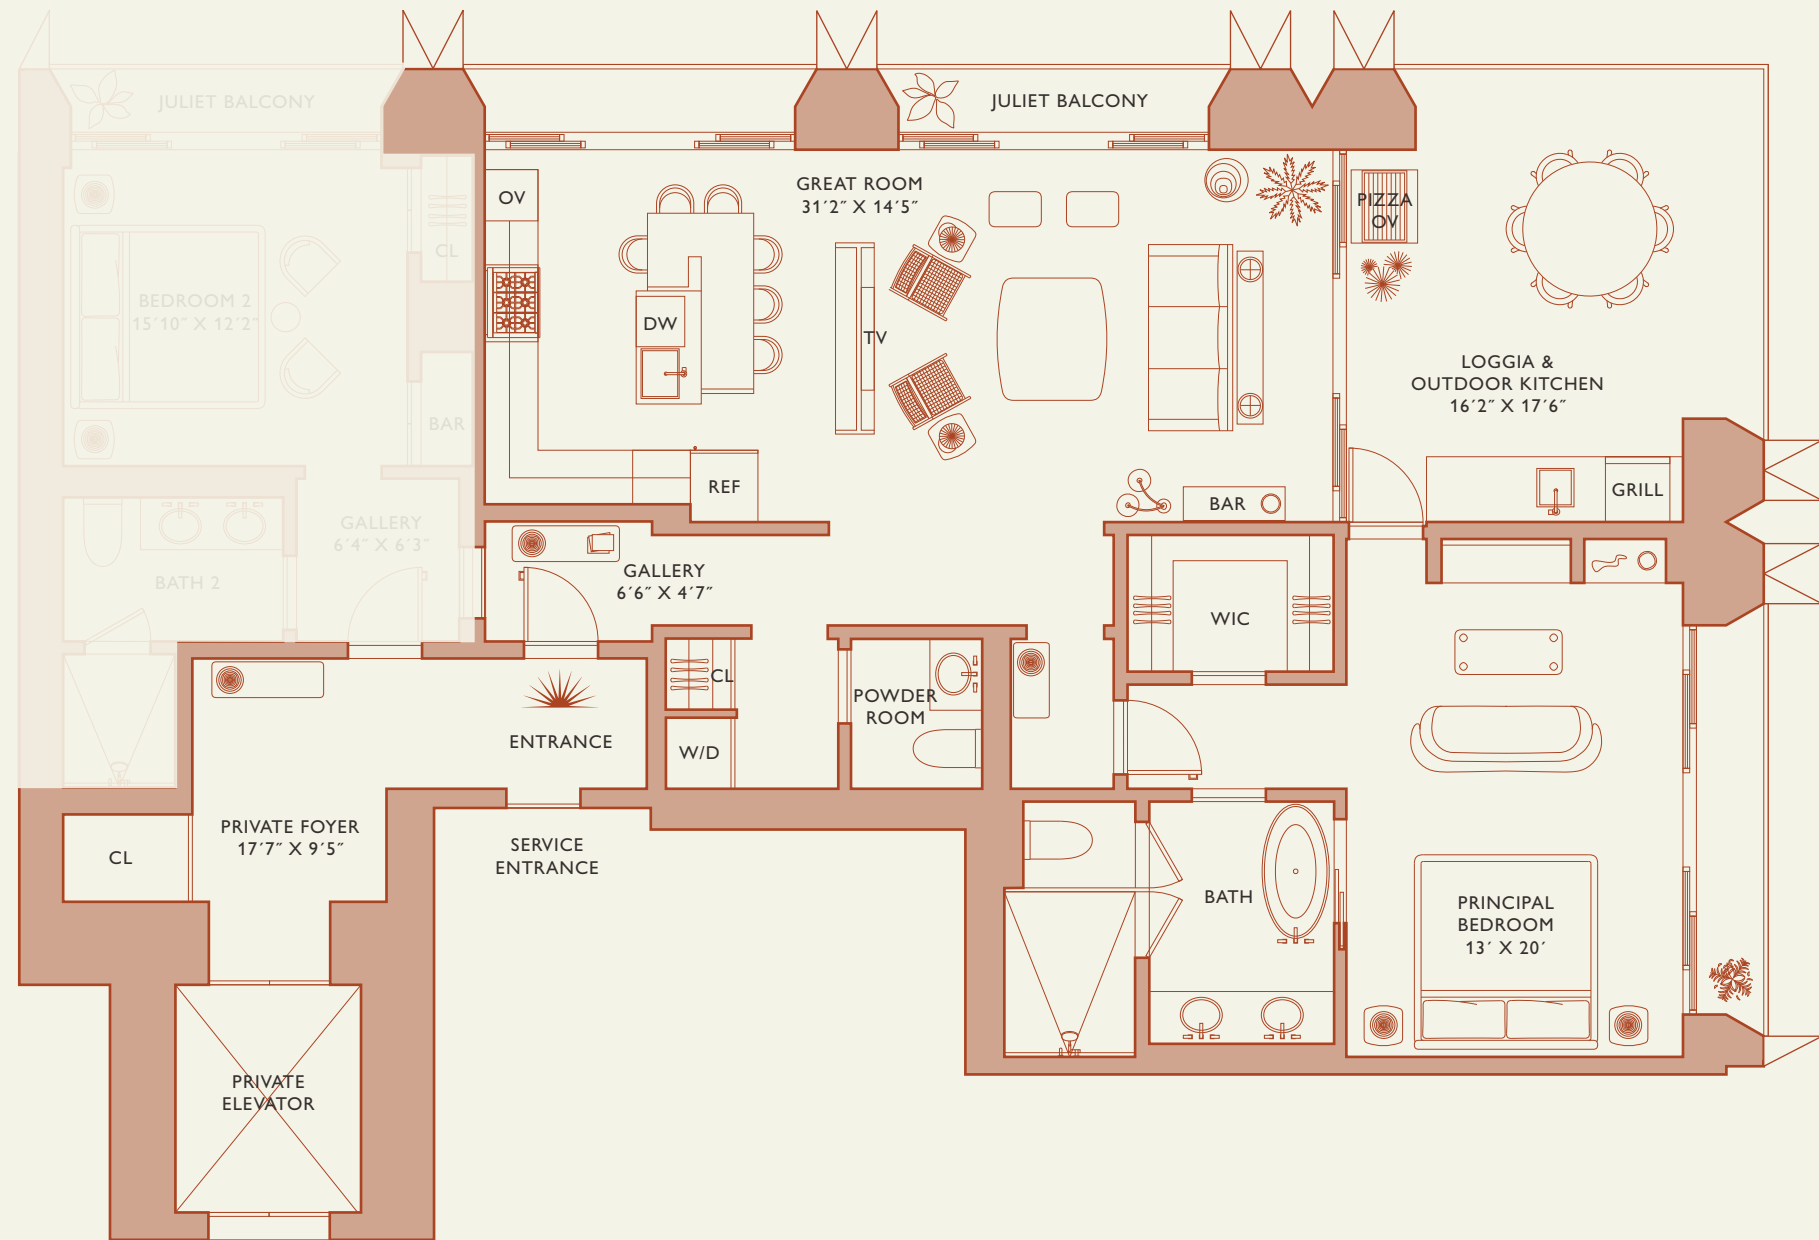 JULIET BALCONY
JULIET BALCONY
OV
GREAT ROOM
31′2″ X 14′5″
PIZZA
OV
CL
BEDROOM 2
15′10″ X 12′2″
DW
TV
LOGGIA &
OUTDOOR KITCHEN
16′2″ X 17′6″
BAR
REF
BAR
GRILL
GALLERY
6′4″ X 6′3″
BATH 2
GALLERY
6′6″ X 4′7″
WIC
CL
POWDER
ROOM
ENTRANCE
W/D
PRIVATE FOYER
17′7″ X 9′5″
CL
SERVICE
ENTRANCE
BATH
PRINCIPAL
BEDROOM
13′ X 20′
PRIVATE
ELEVATOR